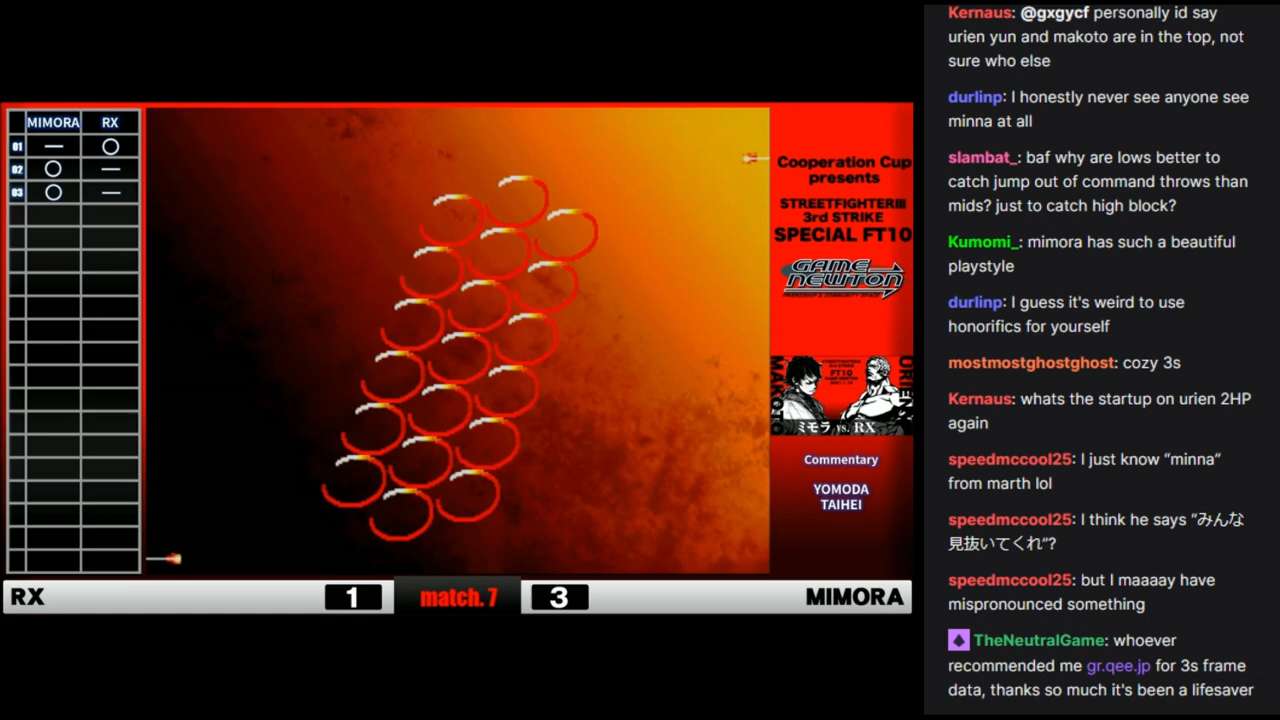 MIMORA RX
01 — ○
02 ○ —
03 ○ —
Cooperation Cup
presents
STREETFIGHTERIII
3rd STRIKE
SPECIAL FT10
GAME
NEWTON
FRIENDSHIP & COMMUNITY SPACE
MAKOTO
URIEN
FT10
ミモラ vs. RX
Commentary
YOMODA
TAIHEI
RX 1 match.7 3 MIMORA
Kernaus: @gxgycf personally id say
urien yun and makoto are in the top, not
sure who else
durlinp: I honestly never see anyone see
minna at all
slambat_: baf why are lows better to
catch jump out of command throws than
mids? just to catch high block?
Kumomi_: mimora has such a beautiful
playstyle
durlinp: I guess it's weird to use
honorifics for yourself
mostmostghostghost: cozy 3s
Kernaus: whats the startup on urien 2HP
again
speedmccool25: I just know “minna”
from marth lol
speedmccool25: I think he says “みんな
見抜いてくれ”?
speedmccool25: but I maaaay have
mispronounced something
TheNeutralGame: whoever
recommended me gr.qee.jp for 3s frame
data, thanks so much it's been a lifesaver